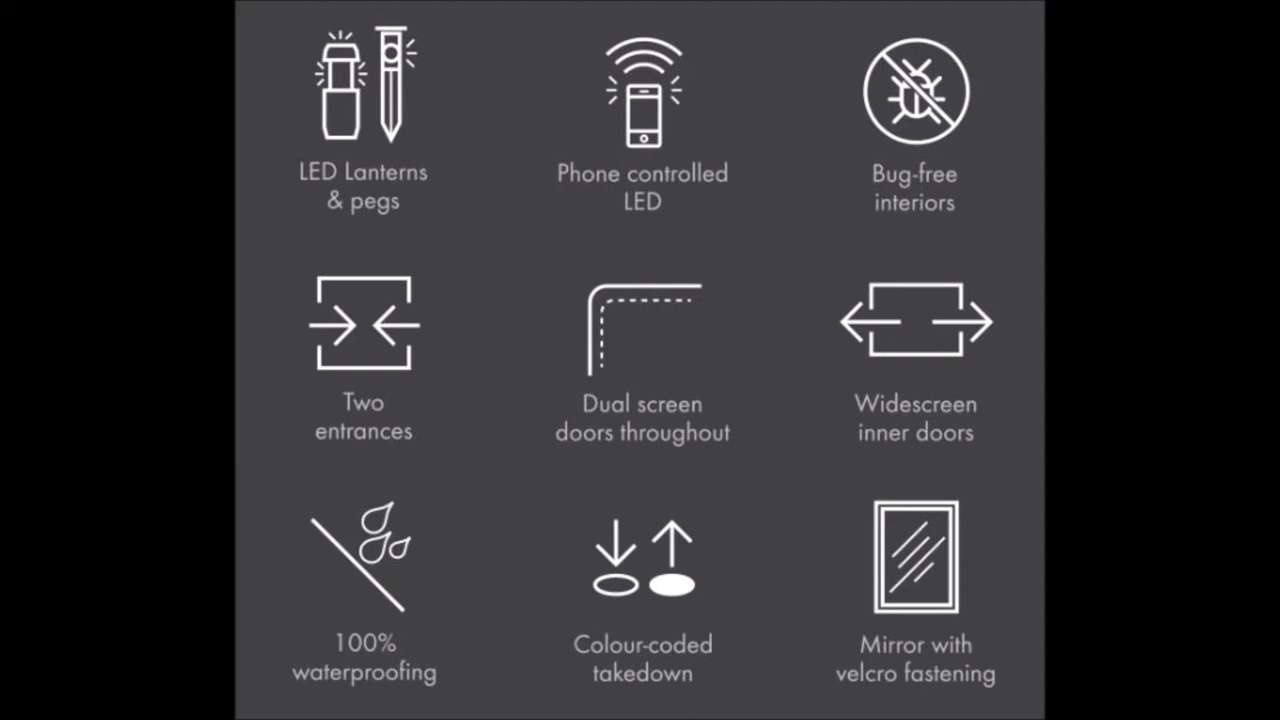 LED Lanterns
& pegs
Phone controlled
LED
Bug-free
interiors
Two
entrances
Dual screen
doors throughout
Widescreen
inner doors
100%
waterproofing
Colour-coded
takedown
Mirror with
velcro fastening